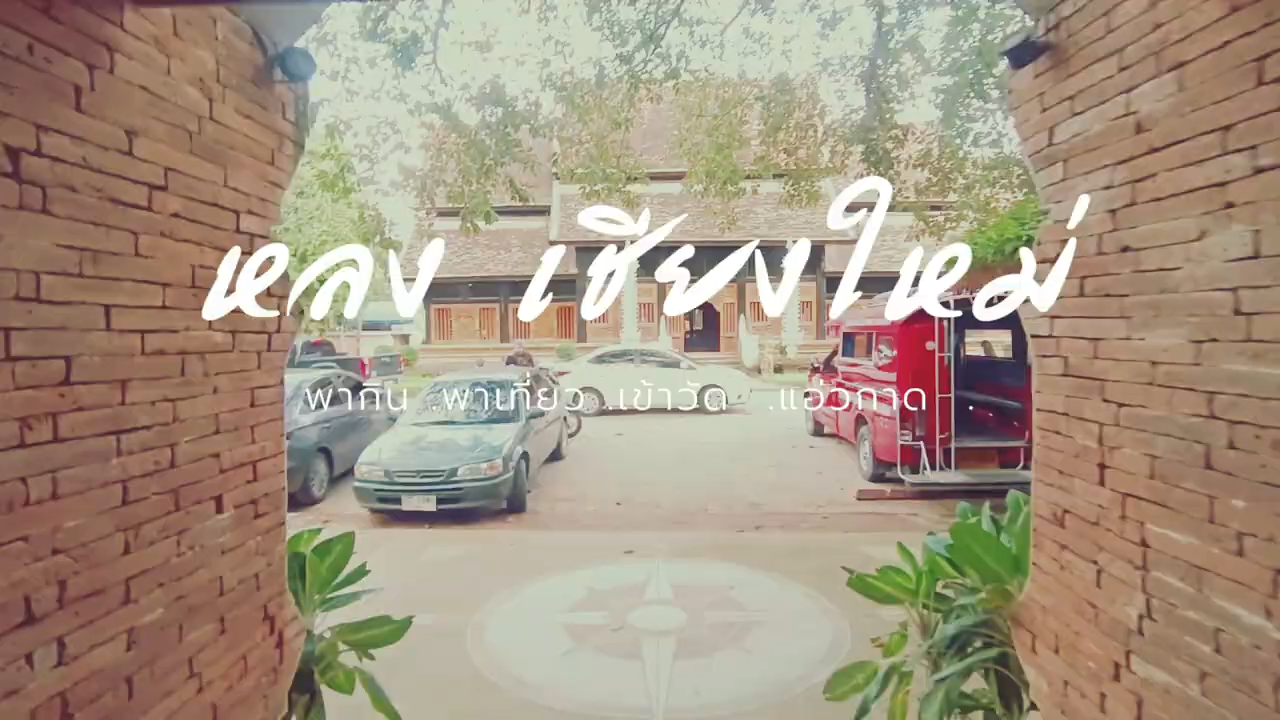 หลง เชียงใหม่
พากิน .พาเที่ยว .เข้าวัด .แอ่วกาด .